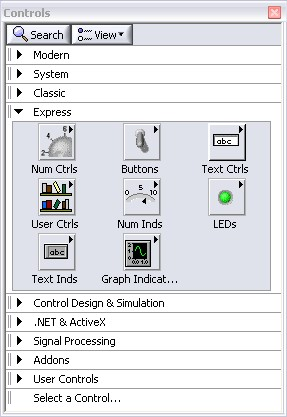 Controls
Search View
Modern
System
Classic
Express
Num Ctrls Buttons Text Ctrls
User Ctrls Num Inds LEDs
Text Inds Graph Indicat...
Control Design & Simulation
.NET & ActiveX
Signal Processing
Addons
User Controls
Select a Control...